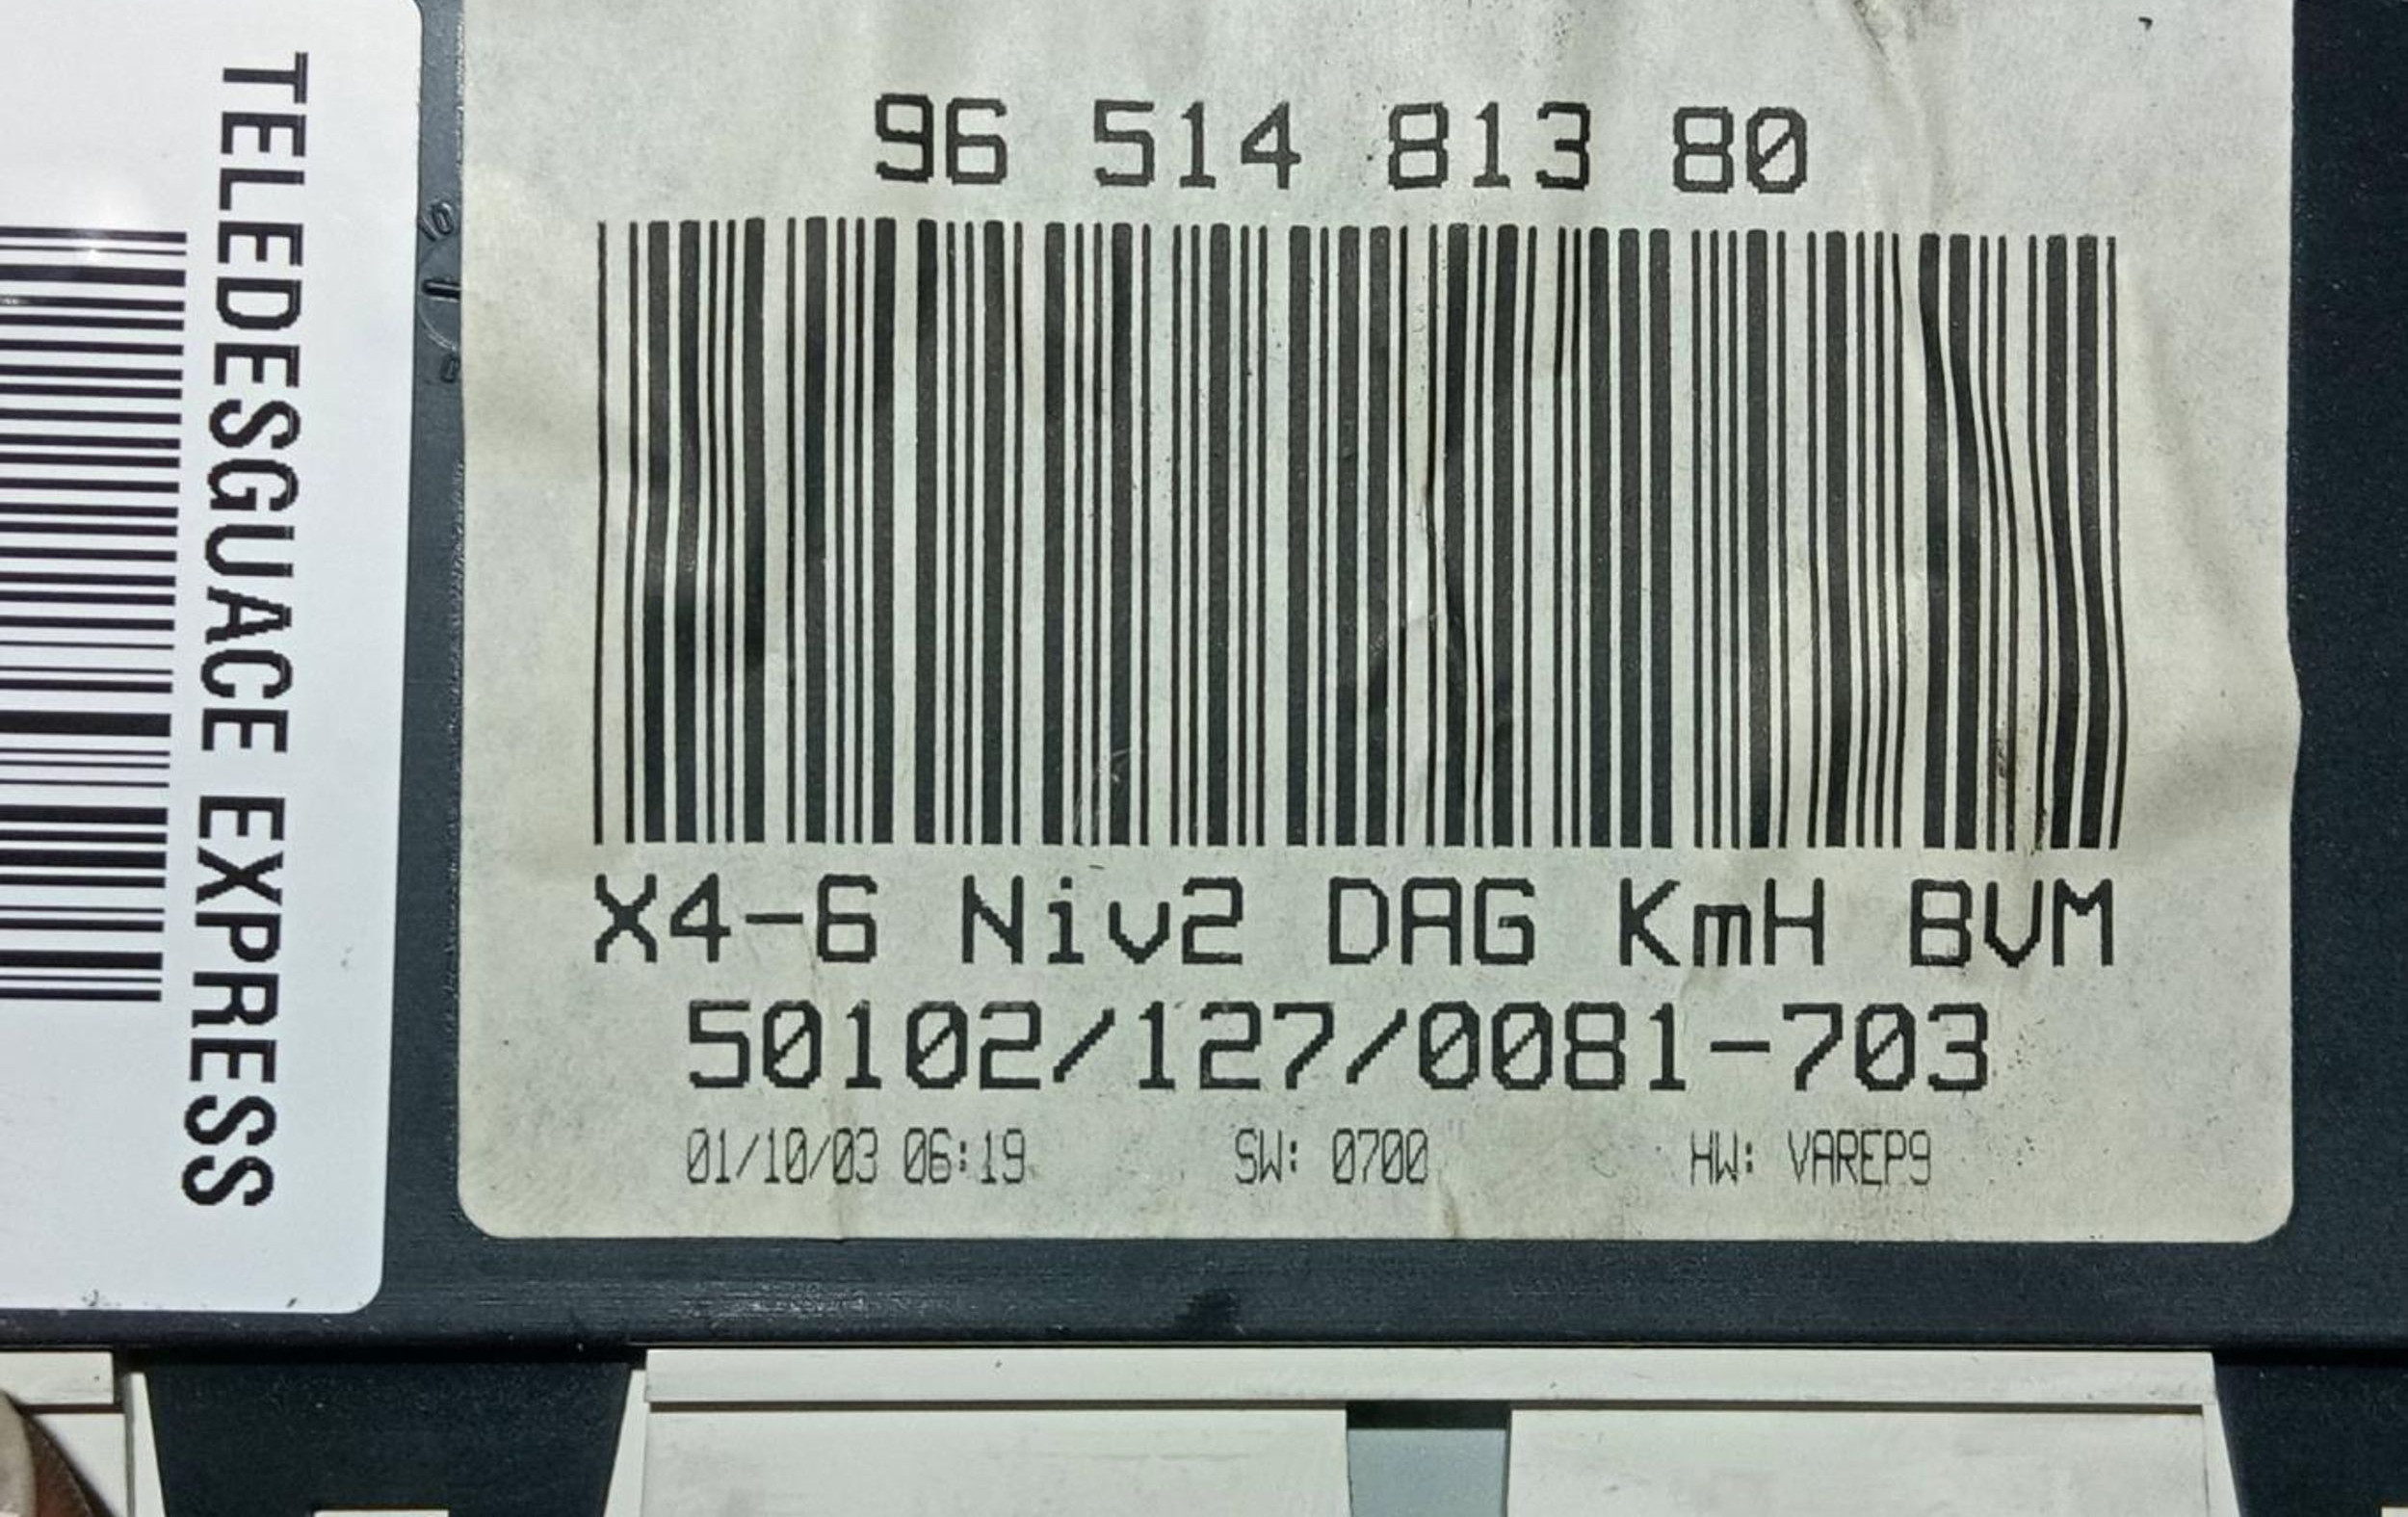 TELEDESGUACE EXPRESS
96 514 813 80
X4-6 Niv2 DAG KmH BVM
50102/127/0081-703
01/10/03 06:19 SW: 0700 HW: VAREP9